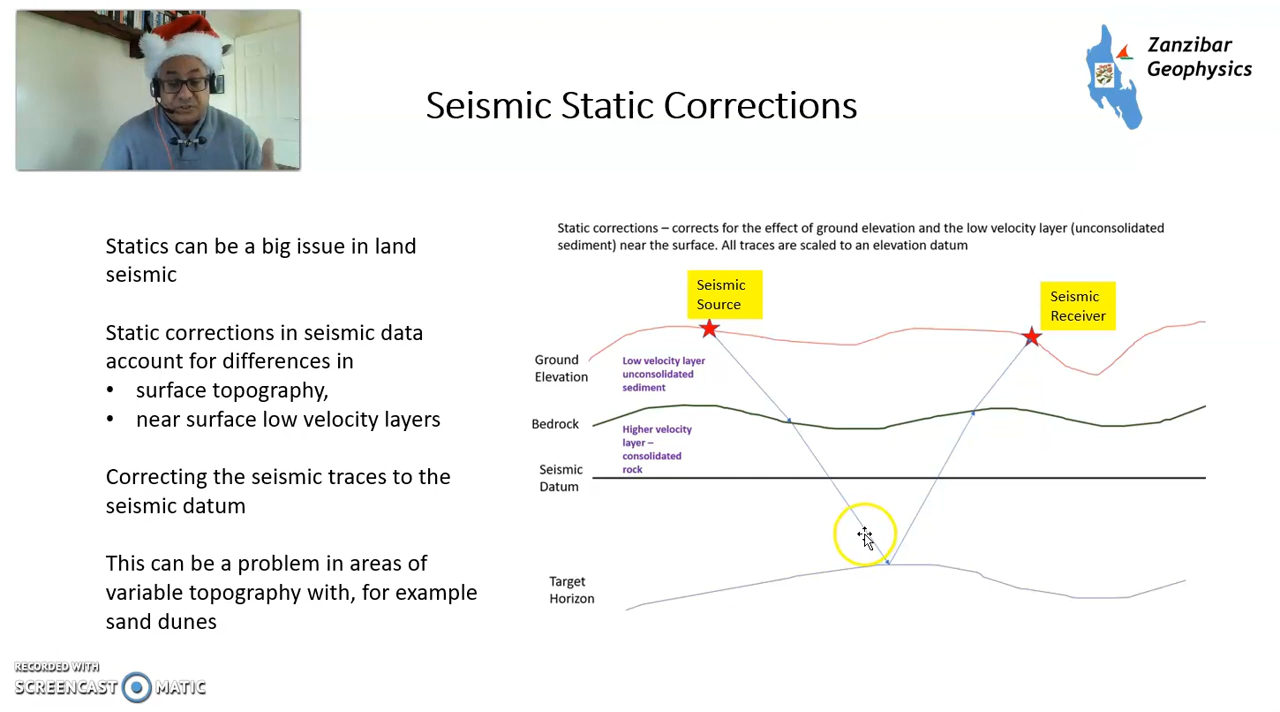 Zanzibar
Geophysics
Seismic Static Corrections
Statics can be a big issue in land
seismic
Static corrections in seismic data
account for differences in
• surface topography,
• near surface low velocity layers
Correcting the seismic traces to the
seismic datum
This can be a problem in areas of
variable topography with, for example
sand dunes
Static corrections – corrects for the effect of ground elevation and the low velocity layer (unconsolidated
sediment) near the surface. All traces are scaled to an elevation datum
Seismic
Source
Seismic
Receiver
Ground
Elevation
Low velocity layer
unconsolidated
sediment
Bedrock
Higher velocity
layer –
consolidated
rock
Seismic
Datum
Target
Horizon
RECORDED WITH
SCREENCAST MATIC